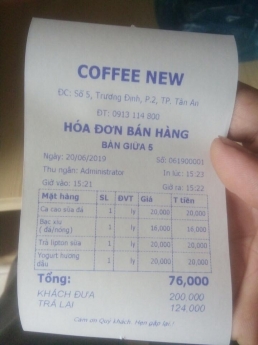 COFFEE NEW
ĐC: Số 5, Trương Định, P.2, TP. Tân An
ĐT: 0913 114 800
HÓA ĐƠN BÁN HÀNG
BÀN GIỮA 5
Ngày: 20/06/2019 Số: 061900001
Thu ngân: Administrator In lúc: 15:23
Giờ vào: 15:21 Giờ ra: 15:22
Mặt hàng SL ĐVT Giá T tiền
Ca cao sữa đá 1 ly 20,000 20,000
Bạc xỉu 1 ly 16,000 16,000
( đá/nóng)
Trà lipton sữa 1 ly 20,000 20,000
Yogurt hương 1 ly 20,000 20,000
dâu
Tổng: 76,000
KHÁCH ĐƯA 200,000
TRẢ LẠI 124,000
Cảm ơn Quý khách. Hẹn gặp lại !